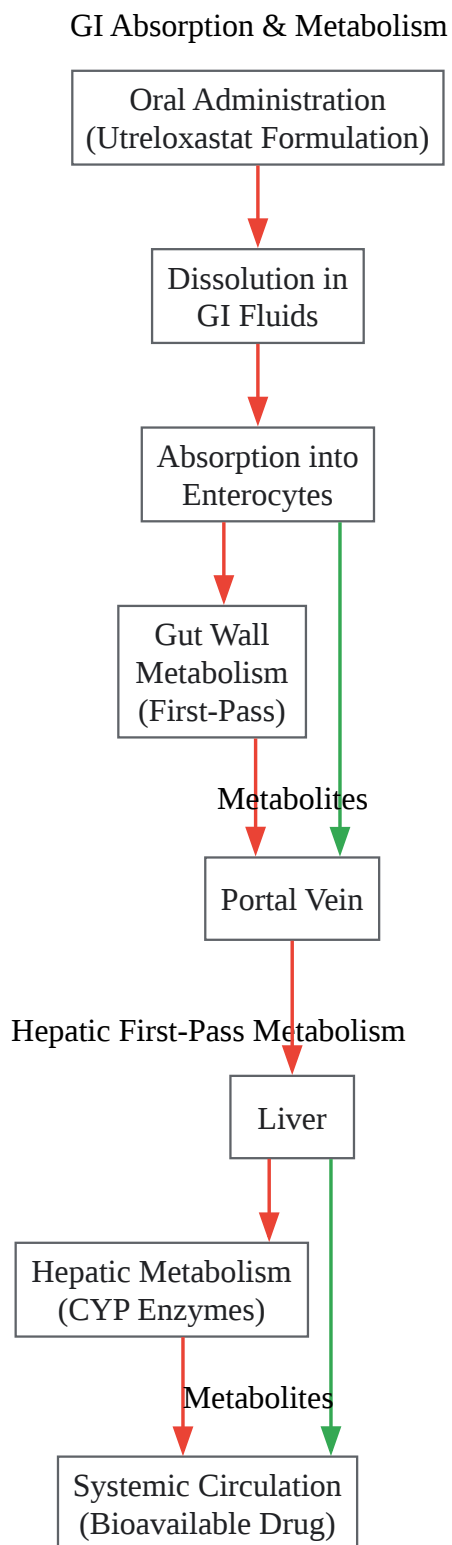 GI Absorption & Metabolism
Oral Administration
(Utreloxastat Formulation)
Dissolution in
GI Fluids
Absorption into
Enterocytes
Gut Wall
Metabolism
(First-Pass)
Metabolites
Portal Vein
Hepatic First-Pass Metabolism
Liver
Hepatic Metabolism
(CYP Enzymes)
Metabolites
Systemic Circulation
(Bioavailable Drug)